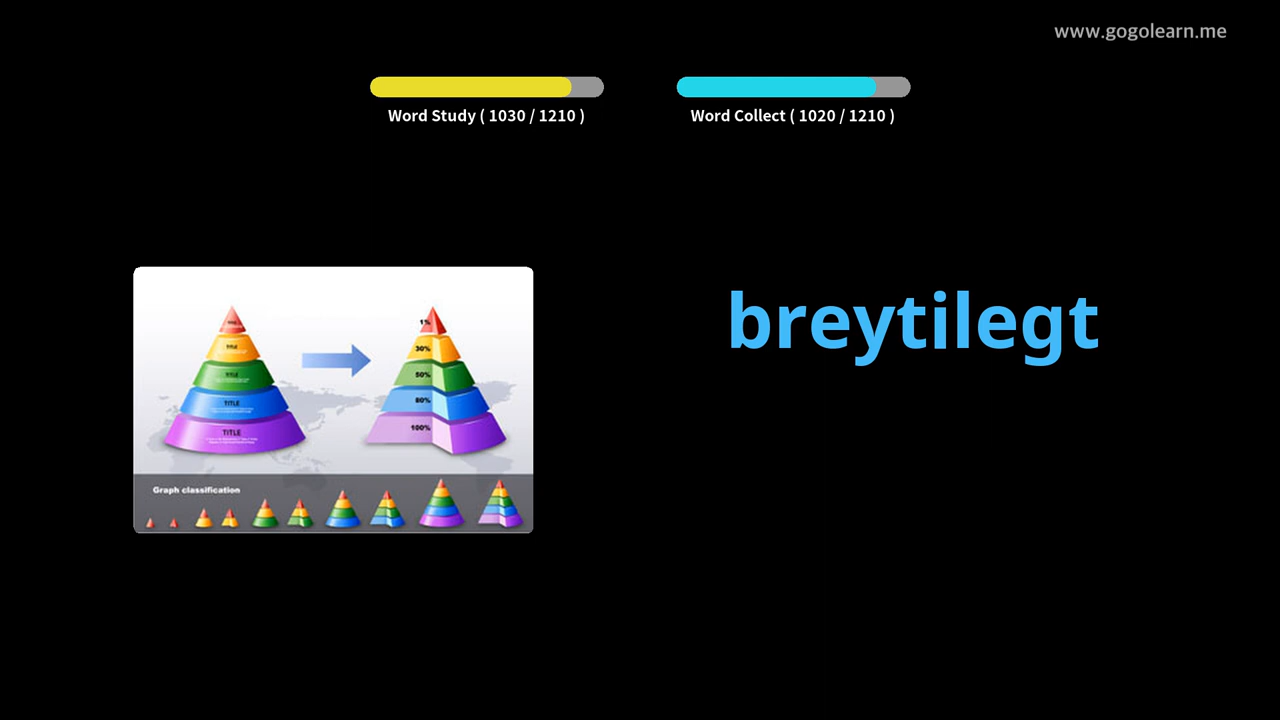 www.gogolearn.me
Word Study ( 1030 / 1210 )
Word Collect ( 1020 / 1210 )
breytilegt
TITLE
TITLE
TITLE
TITLE
1%
30%
50%
80%
100%
Graph classification